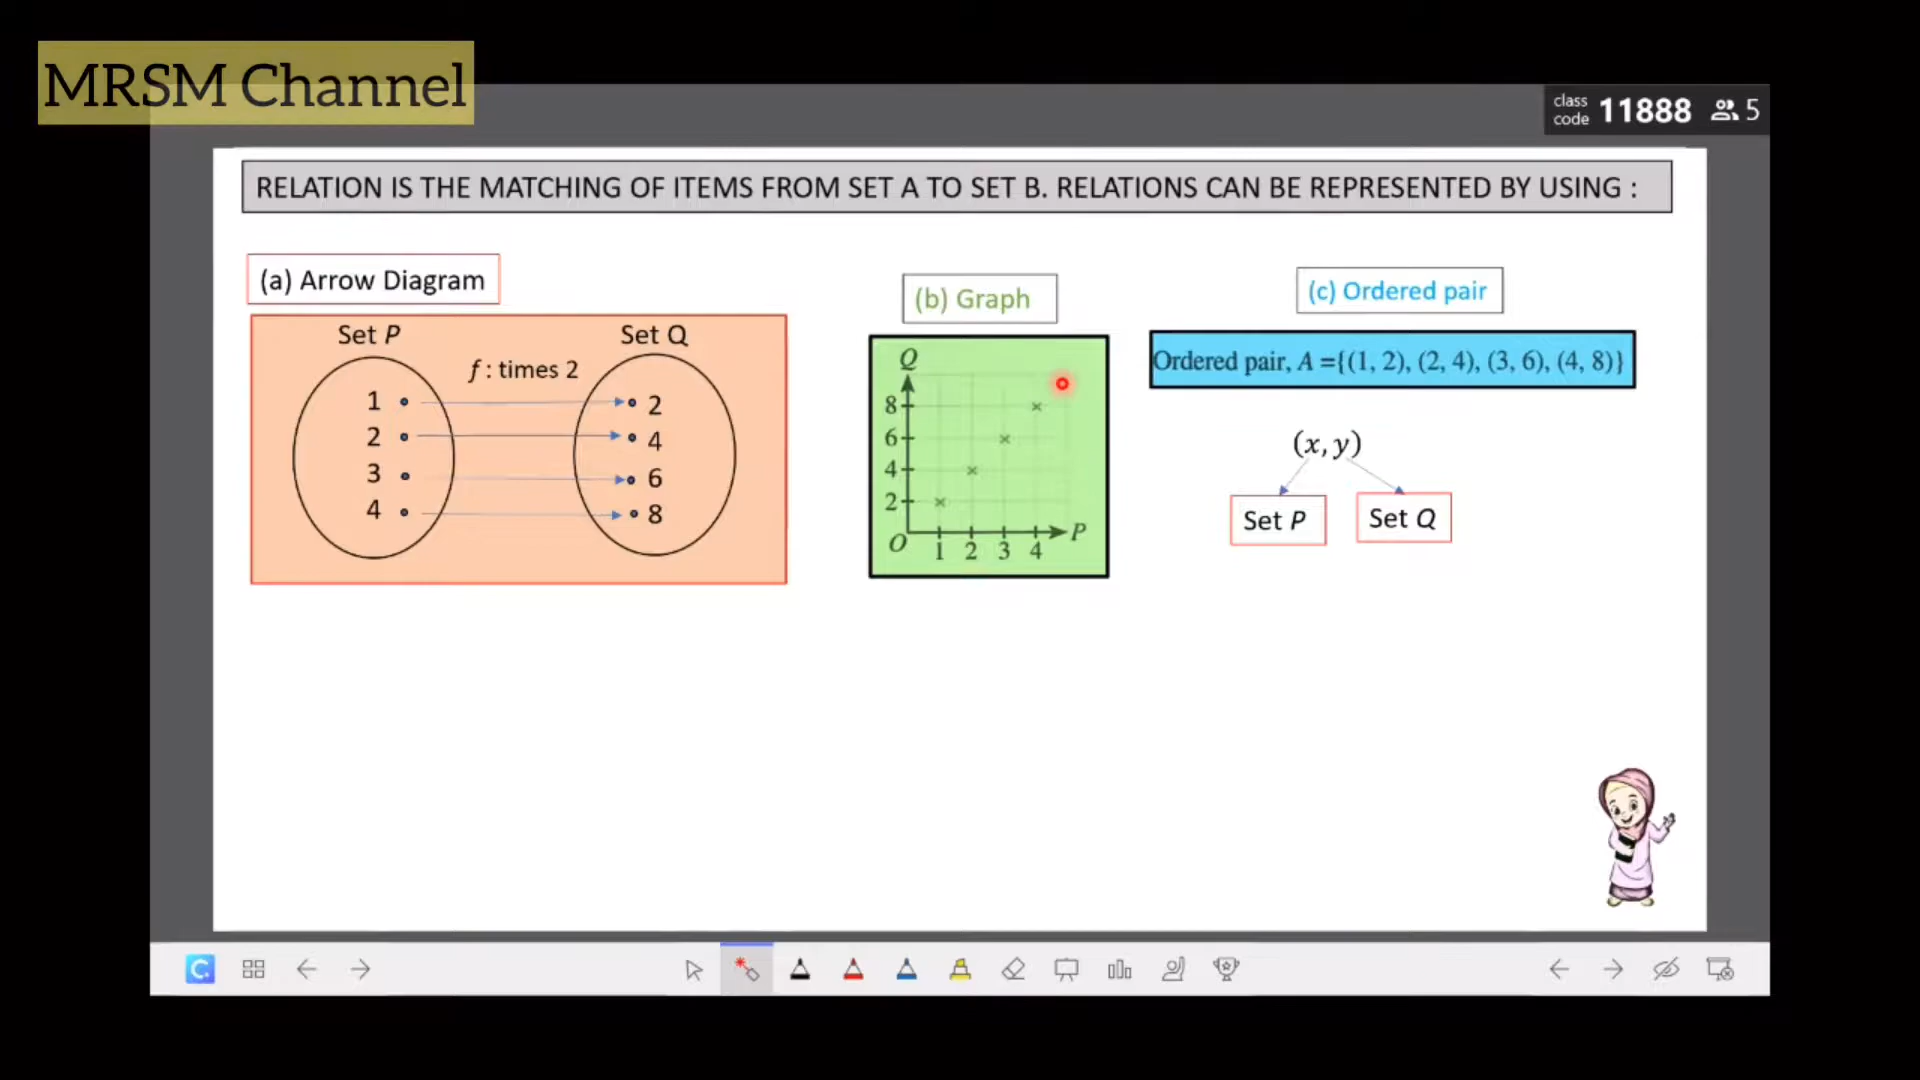 MRSM Channel
class code 11888 5
RELATION IS THE MATCHING OF ITEMS FROM SET A TO SET B. RELATIONS CAN BE REPRESENTED BY USING :
(a) Arrow Diagram
Set P
Set Q
f : times 2
1
2
3
4
2
4
6
8
(b) Graph
Q
8
6
4
2
O
1 2 3 4
P
(c) Ordered pair
Ordered pair, A ={(1, 2), (2, 4), (3, 6), (4, 8)}
(x, y)
Set P
Set Q